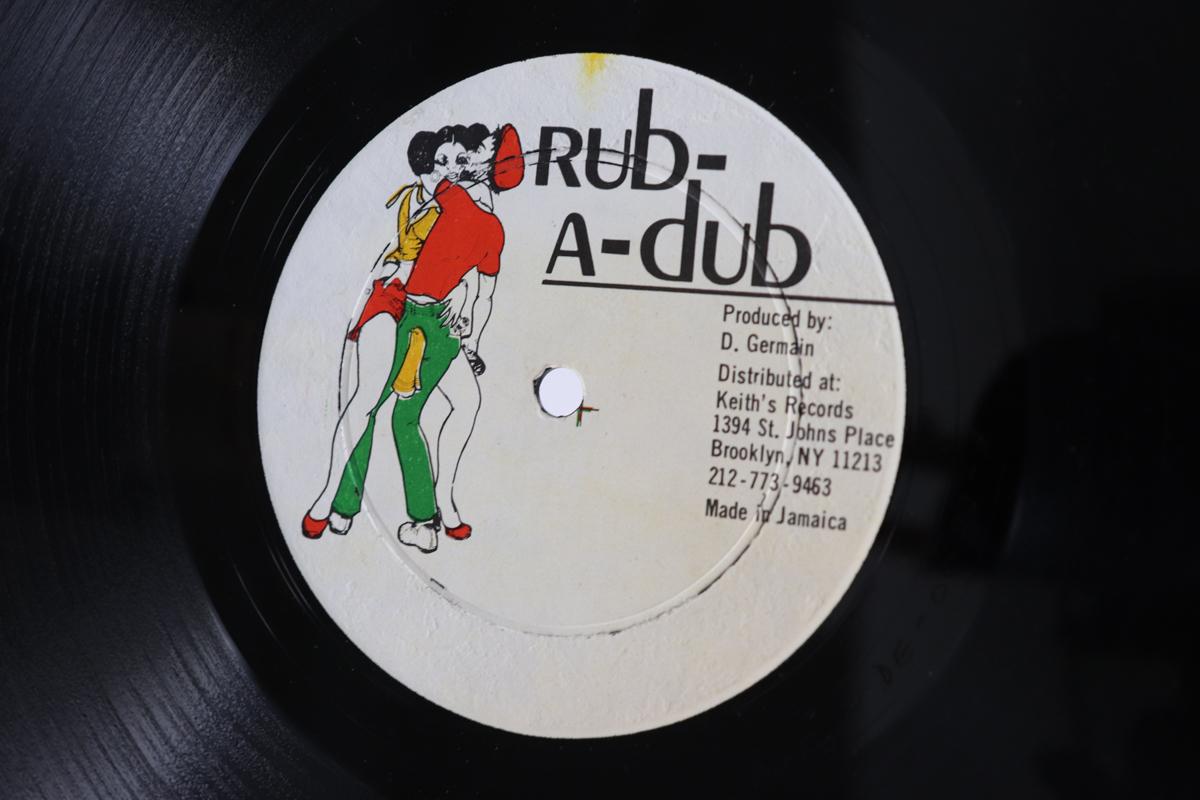 Rub-
A-dub
Produced by:
D. Germain
Distributed at:
Keith's Records
1394 St. Johns Place
Brooklyn, NY 11213
212-773-9463
Made in Jamaica